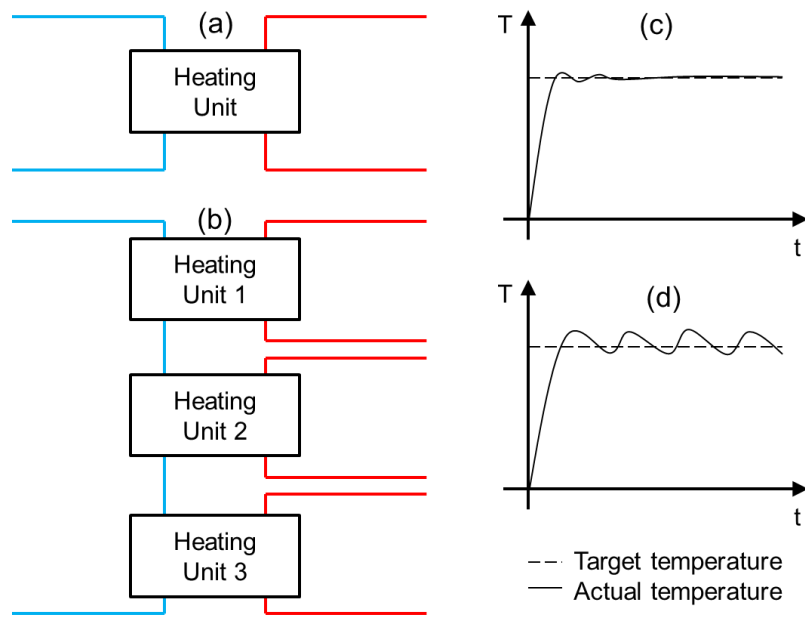 (a)
Heating
Unit
(b)
Heating
Unit 1
Heating
Unit 2
Heating
Unit 3
T
(c)
t
T
(d)
t
Target temperature
Actual temperature